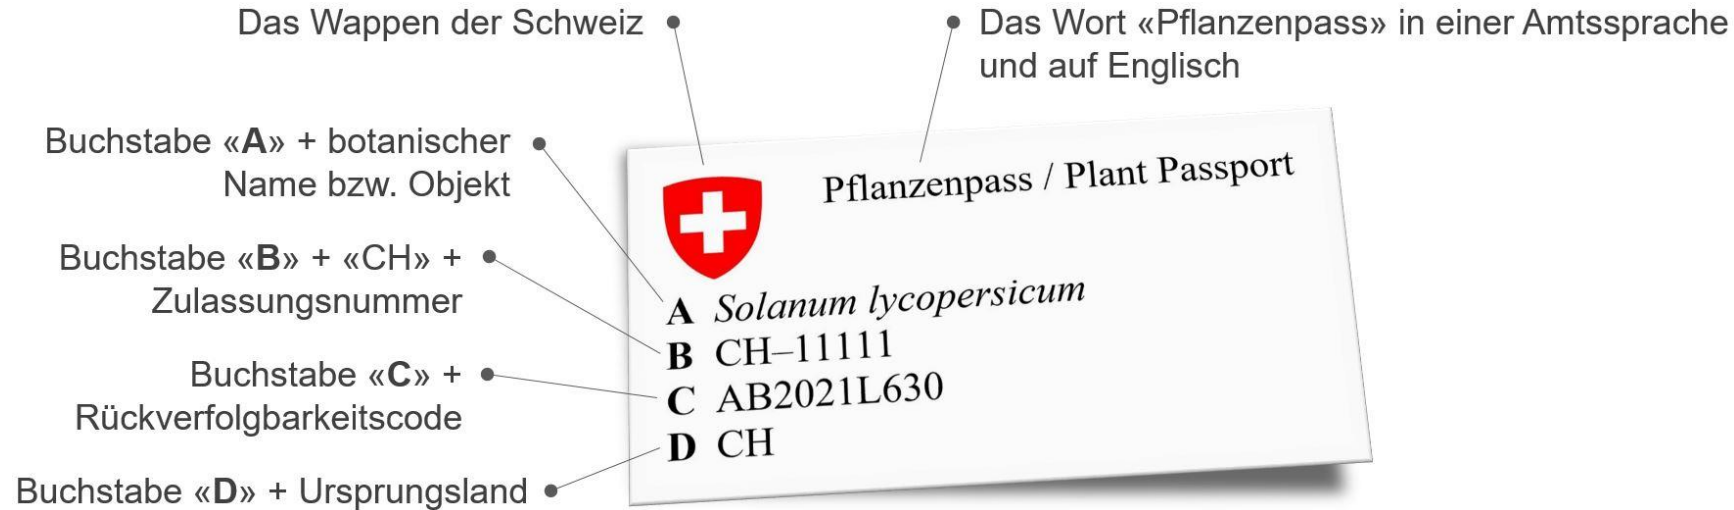 Das Wappen der Schweiz
Das Wort «Pflanzenpass» in einer Amtssprache
und auf Englisch
Buchstabe «A» + botanischer
Name bzw. Objekt
Buchstabe «B» + «CH» +
Zulassungsnummer
Buchstabe «C» +
Rückverfolgbarkeitscode
Buchstabe «D» + Ursprungsland
Pflanzenpass / Plant Passport
A Solanum lycopersicum
B CH–11111
C AB2021L630
D CH